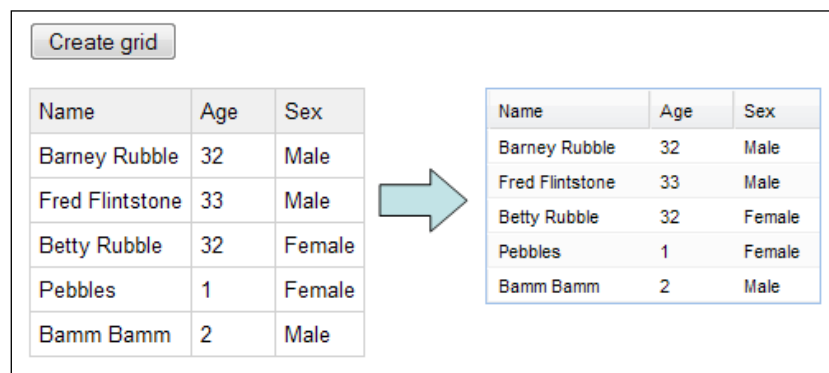 Create grid
Name Age Sex
Barney Rubble 32 Male
Fred Flintstone 33 Male
Betty Rubble 32 Female
Pebbles 1 Female
Bamm Bamm 2 Male
Name Age Sex
Barney Rubble 32 Male
Fred Flintstone 33 Male
Betty Rubble 32 Female
Pebbles 1 Female
Bamm Bamm 2 Male